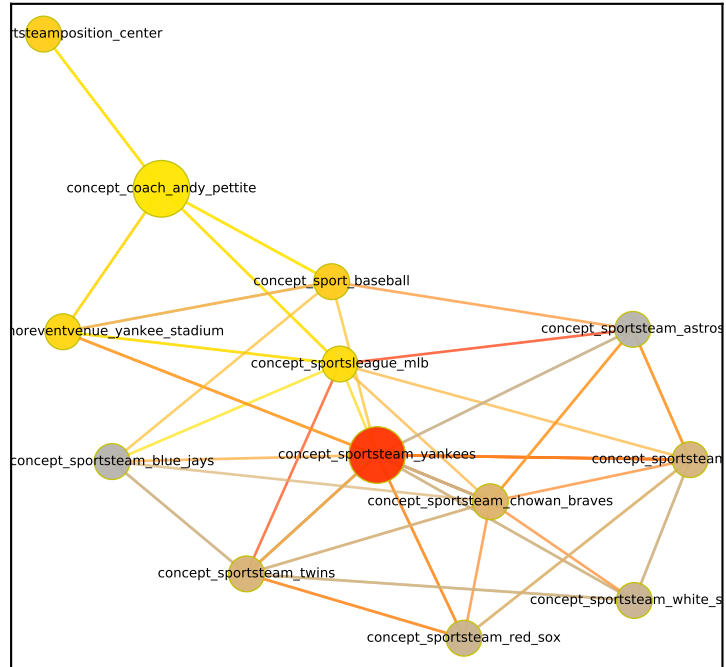 rtsteamposition_center
concept_coach_andy_pettite
concept_sport_baseball
noreventvenue_yankee_stadium
concept_sportsteam_astros
concept_sportsleague_mlb
concept_sportsteam_yankees
concept_sportsteam_blue_jays
concept_sportsteam
concept_sportsteam_chowan_braves
concept_sportsteam_twins
concept_sportsteam_white_s
concept_sportsteam_red_sox